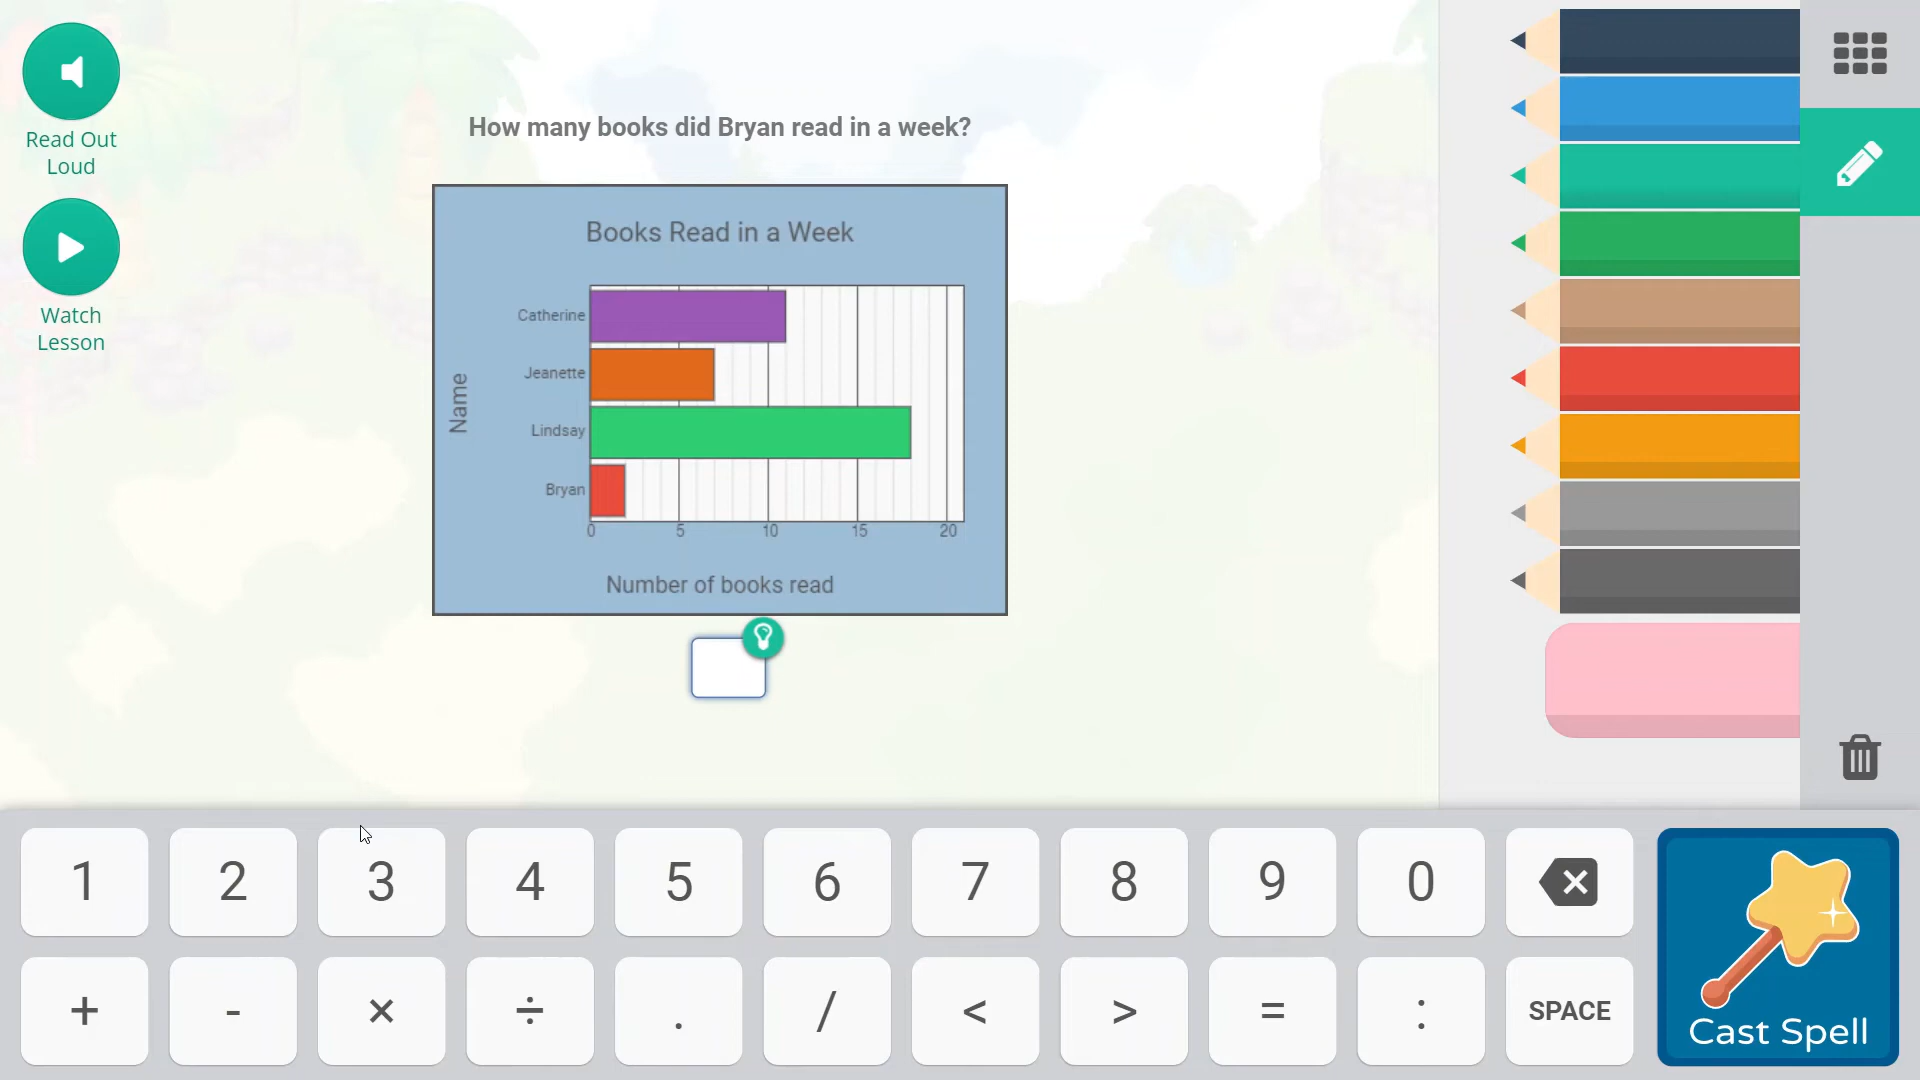 Read Out
Loud
Watch
Lesson
How many books did Bryan read in a week?
Books Read in a Week
Name
Catherine
Jeanette
Lindsay
Bryan
0 5 10 15 20
Number of books read
1 2 3 4 5 6 7 8 9 0
+ - × ÷ . / < > = : SPACE
Cast Spell